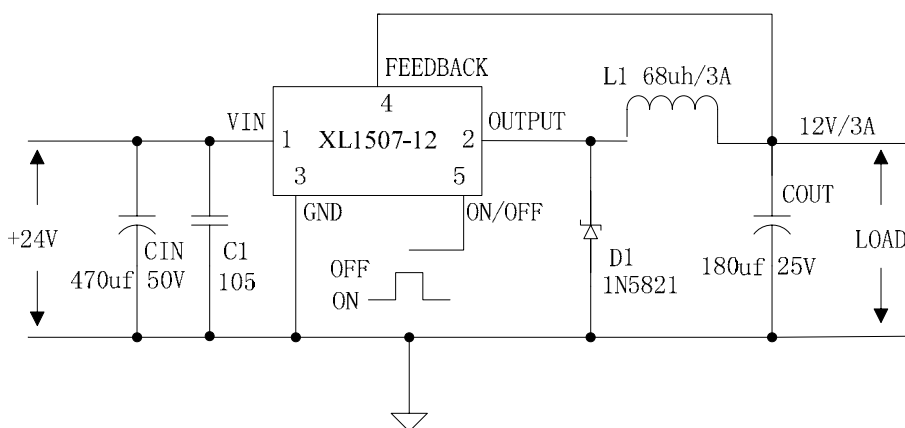 FEEDBACK
4
L1 68uh/3A
VIN
OUTPUT
12V/3A
1
XL1507-12
2
3
5
GND
ON/OFF
COUT
+24V
CIN
C1
OFF
D1
LOAD
470uf 50V
105
ON
1N5821
180uf 25V